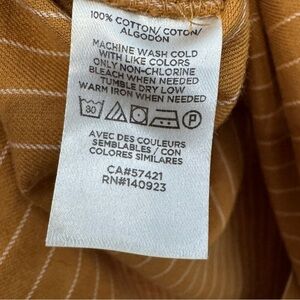 100% COTTON/ COTON/
ALGODON
MACHINE WASH COLD
WITH LIKE COLORS
ONLY NON-CHLORINE
BLEACH WHEN NEEDED
TUMBLE DRY LOW
WARM IRON WHEN NEEDED
30 P
AVEC DES COULEURS
SEMBLABLES / CON
COLORES SIMILARES
CA#57421
RN#140923